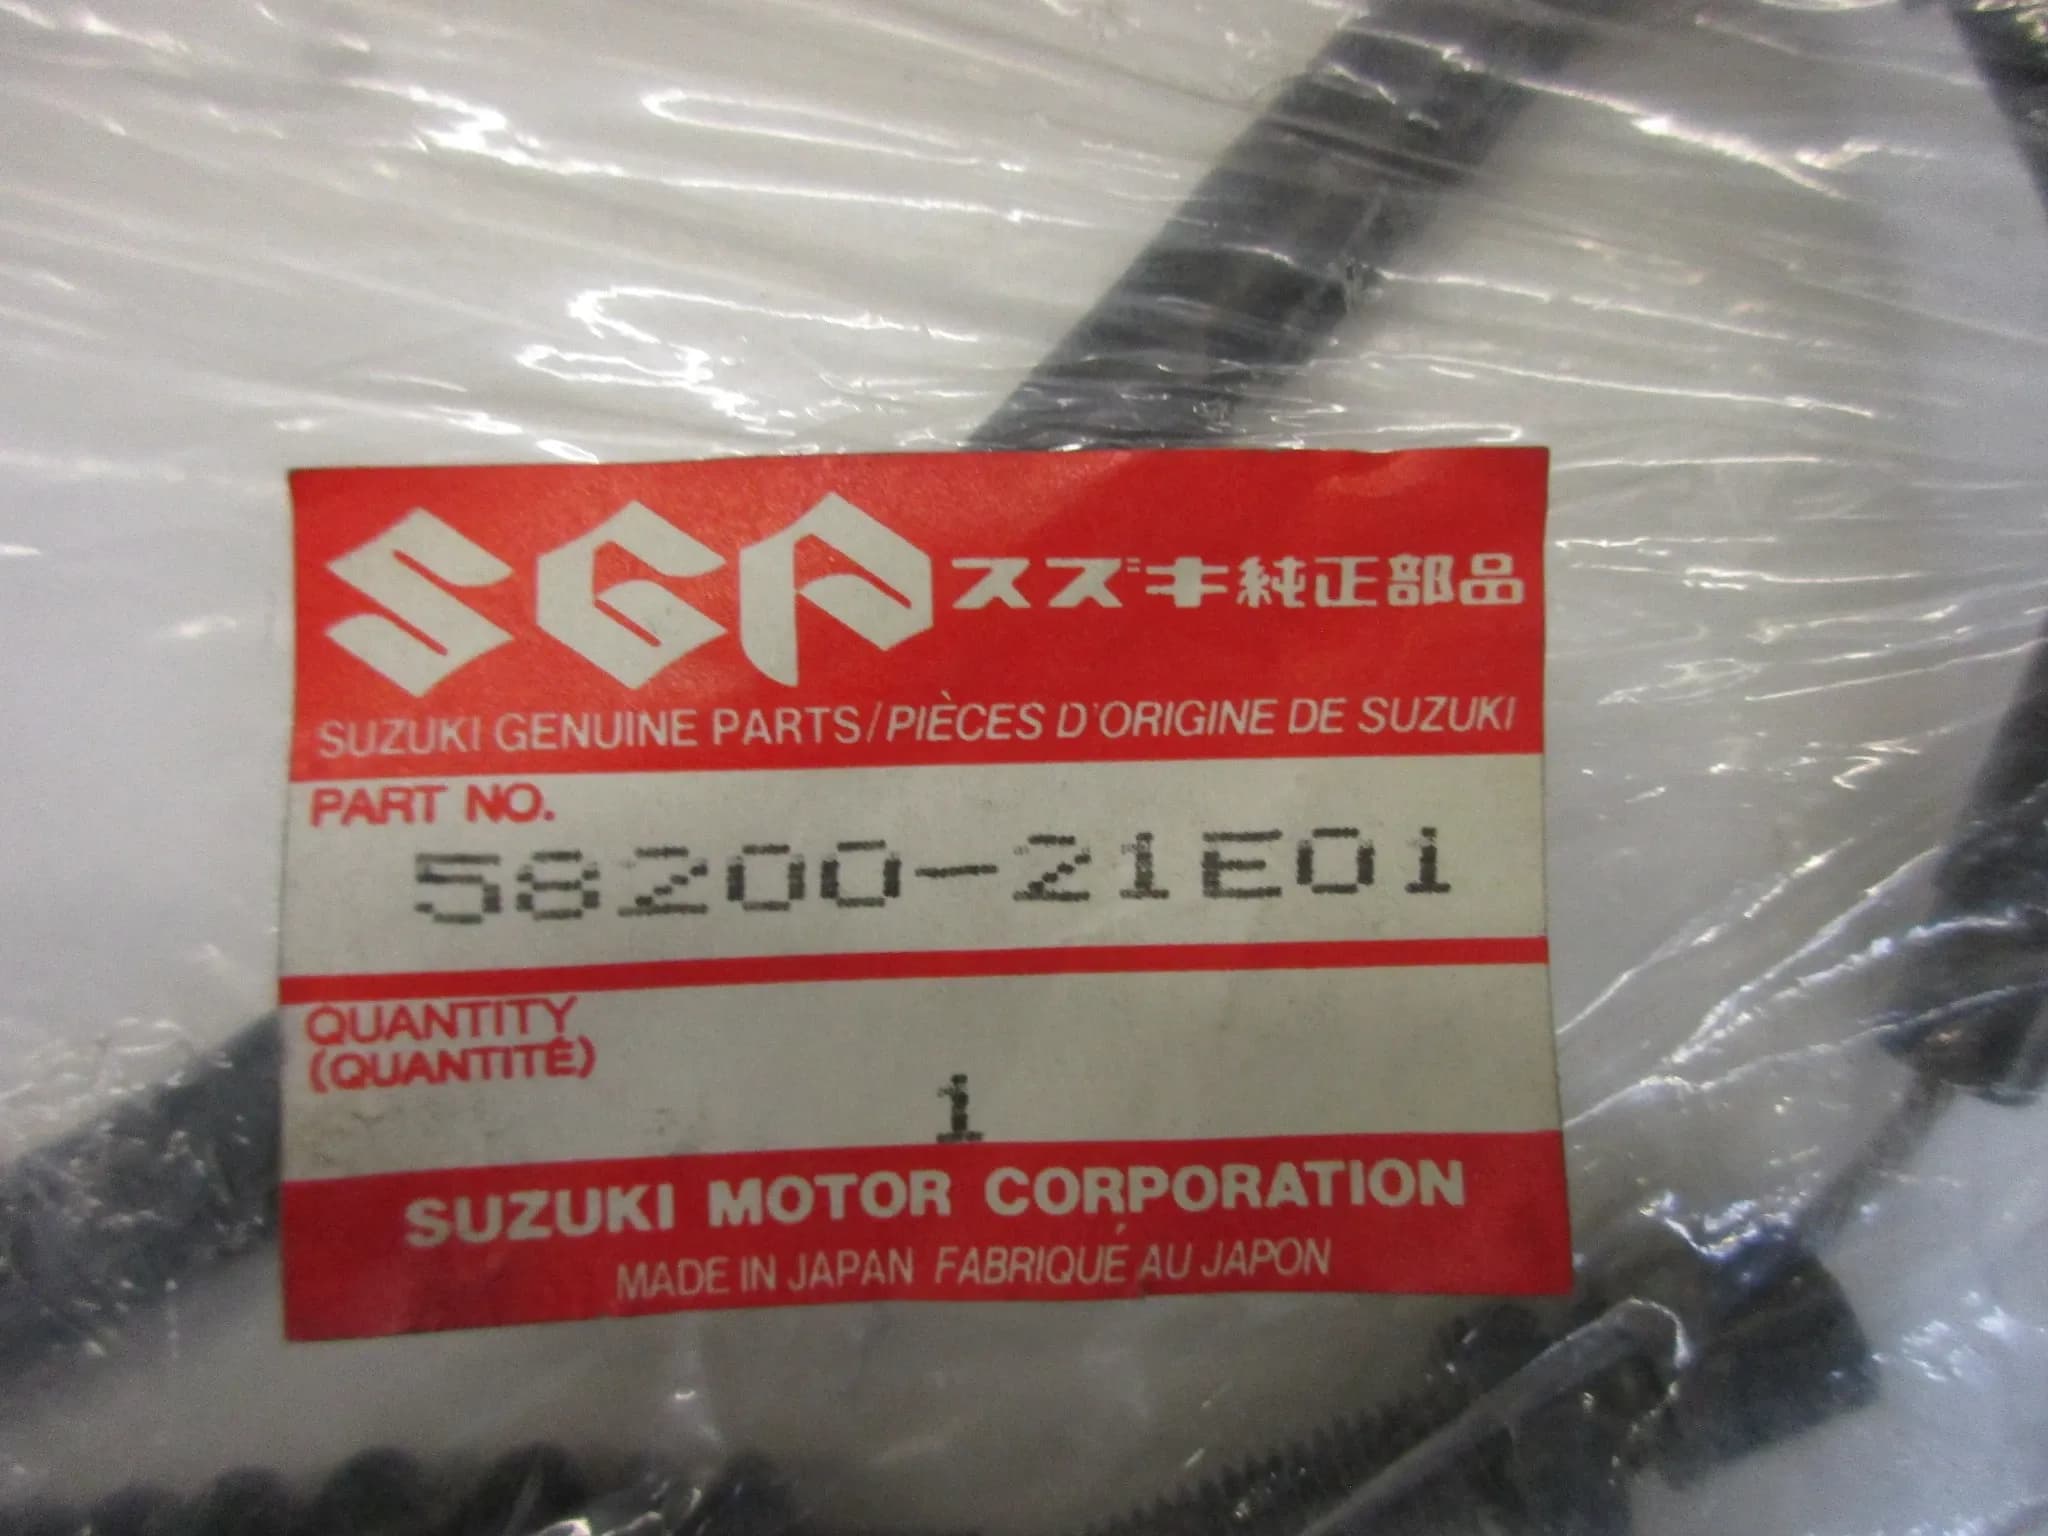 SGP スズキ純正部品
SUZUKI GENUINE PARTS/PIÈCES D'ORIGINE DE SUZUKI
PART NO.
58200-21E01
QUANTITY
(QUANTITÉ)
1
SUZUKI MOTOR CORPORATION
MADE IN JAPAN FABRIQUÉ AU JAPON